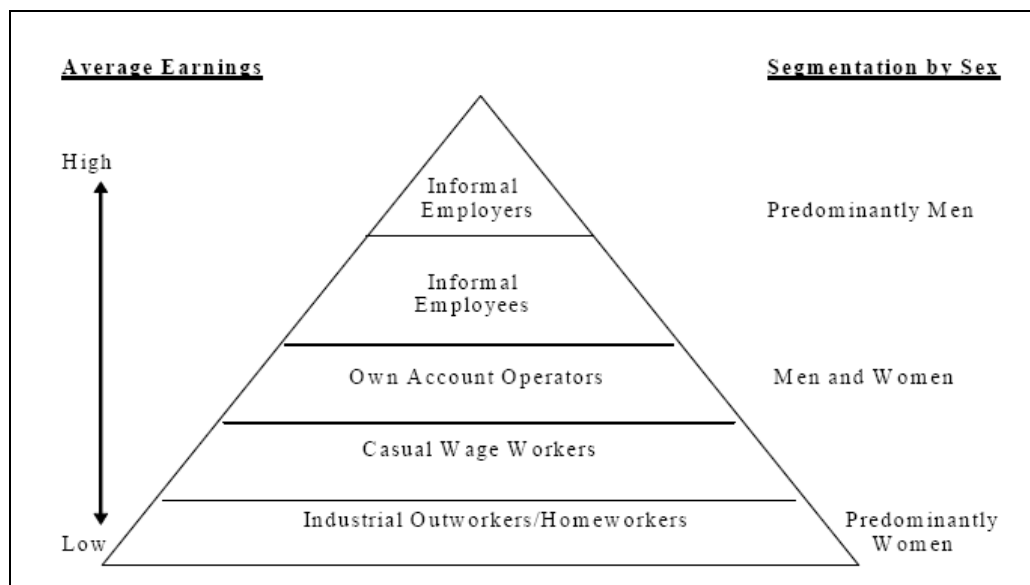 Average Earnings
Segmentation by Sex
High
Informal
Employers
Predominantly Men
Informal
Employees
Own Account Operators
Men and Women
Casual Wage Workers
Industrial Outworkers/Homeworkers
Low
Predominantly
Women